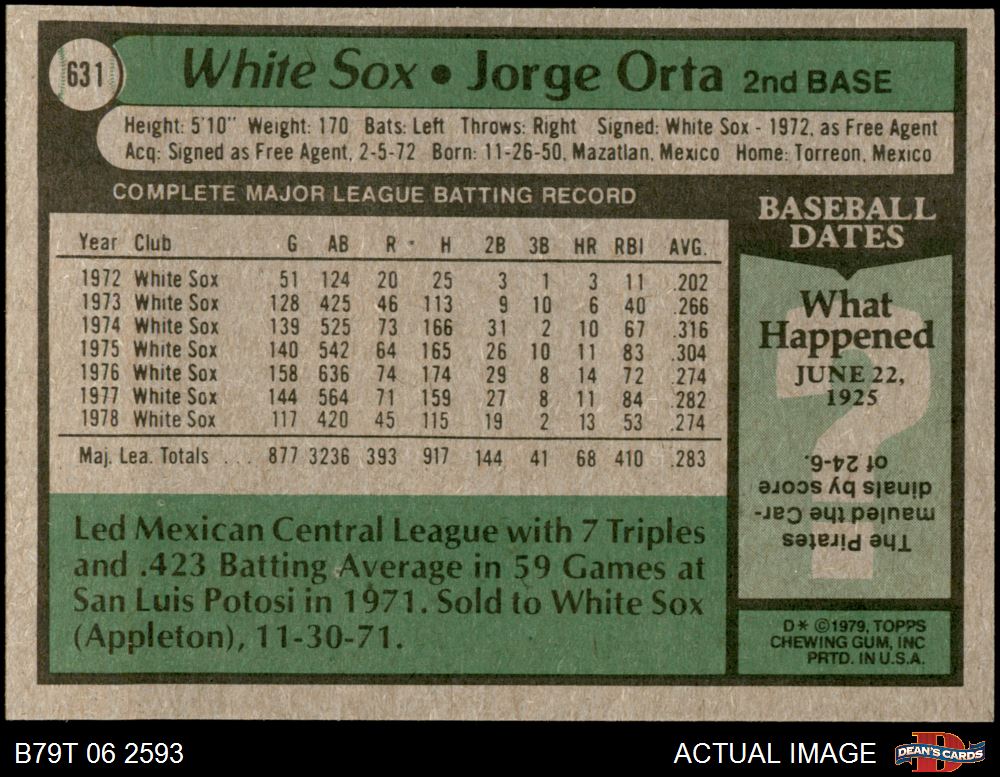 631
White Sox • Jorge Orta 2nd BASE
Height: 5'10" Weight: 170 Bats: Left Throws: Right Signed: White Sox - 1972, as Free Agent
Acq: Signed as Free Agent, 2-5-72 Born: 11-26-50, Mazatlan, Mexico Home: Torreon, Mexico
COMPLETE MAJOR LEAGUE BATTING RECORD
Year Club G AB R H 2B 3B HR RBI AVG.
1972 White Sox 51 124 20 25 3 1 3 11 .202
1973 White Sox 128 425 46 113 9 10 6 40 .266
1974 White Sox 139 525 73 166 31 2 10 67 .316
1975 White Sox 140 542 64 165 26 10 11 83 .304
1976 White Sox 158 636 74 174 29 8 14 72 .274
1977 White Sox 144 564 71 159 27 8 11 84 .282
1978 White Sox 117 420 45 115 19 2 13 53 .274
Maj. Lea. Totals . . . 877 3236 393 917 144 41 68 410 .283
Led Mexican Central League with 7 Triples
and .423 Batting Average in 59 Games at
San Luis Potosi in 1971. Sold to White Sox
(Appleton), 11-30-71.
BASEBALL
DATES
What
Happened
JUNE 22,
1925
?
The Pirates
mauled the Car-
dinals by score
of 24-6.
D* ©1979, TOPPS
CHEWING GUM, INC
PRTD. IN U.S.A.
B79T 06 2593
ACTUAL IMAGE
D
DEAN'S CARDS